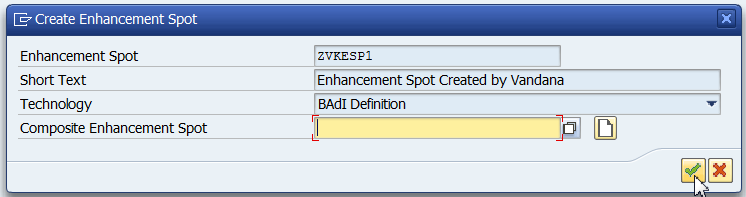 Create Enhancement Spot
Enhancement Spot ZVKESP1
Short Text Enhancement Spot Created by Vandana
Technology BAdI Definition
Composite Enhancement Spot